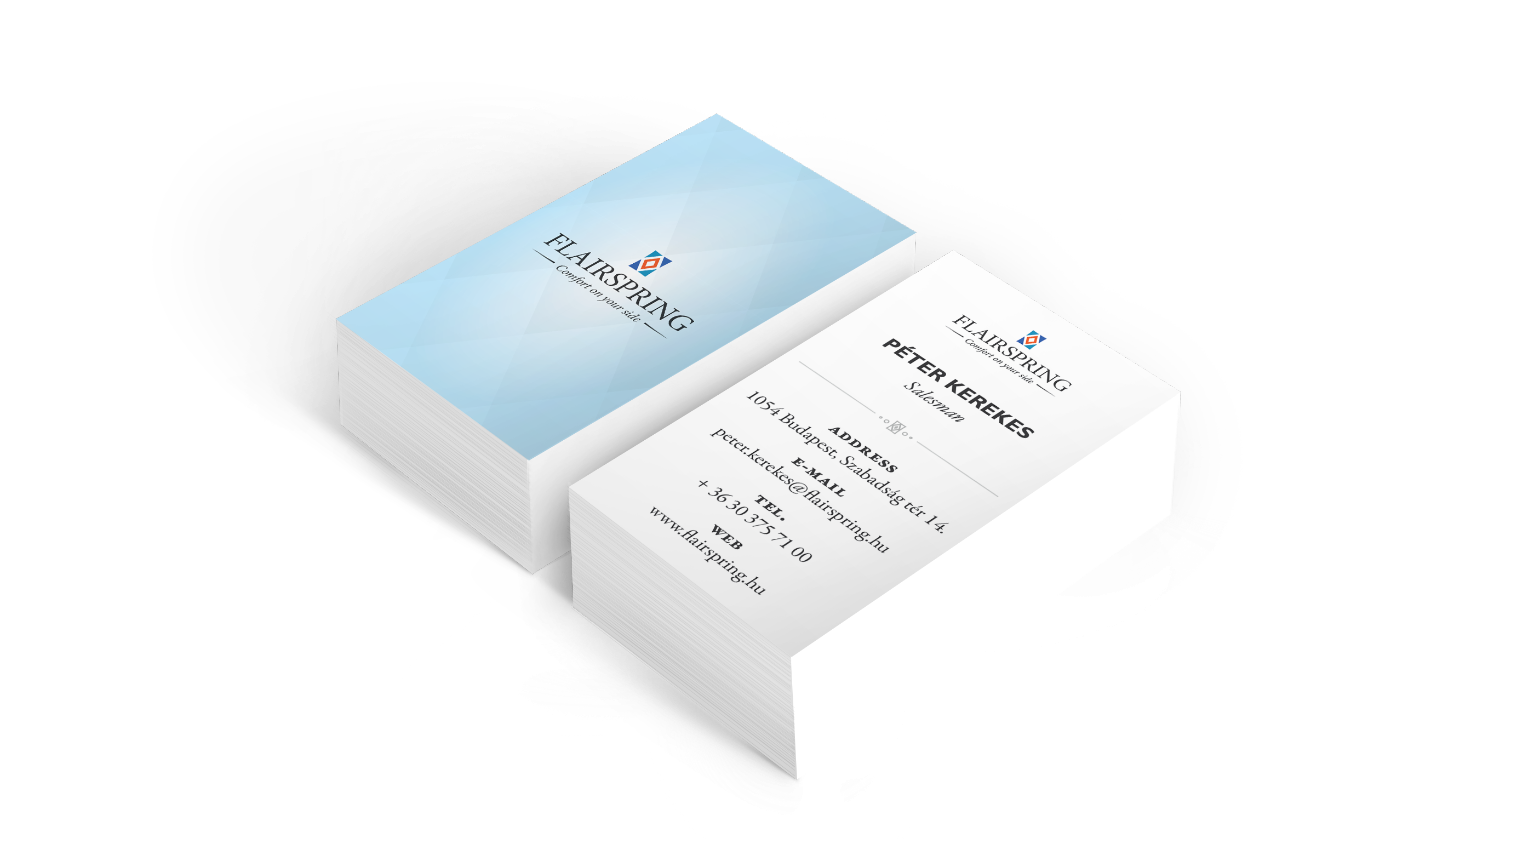 FLAIRSPRING
Comfort on your side
FLAIRSPRING
Comfort on your side
PÉTER KEREKES
Salesman
ADDRESS
1054 Budapest, Szabadság tér 14.
E-MAIL
peter.kerekes@flairspring.hu
TEL.
+ 36 30 375 71 00
WEB
www.flairspring.hu